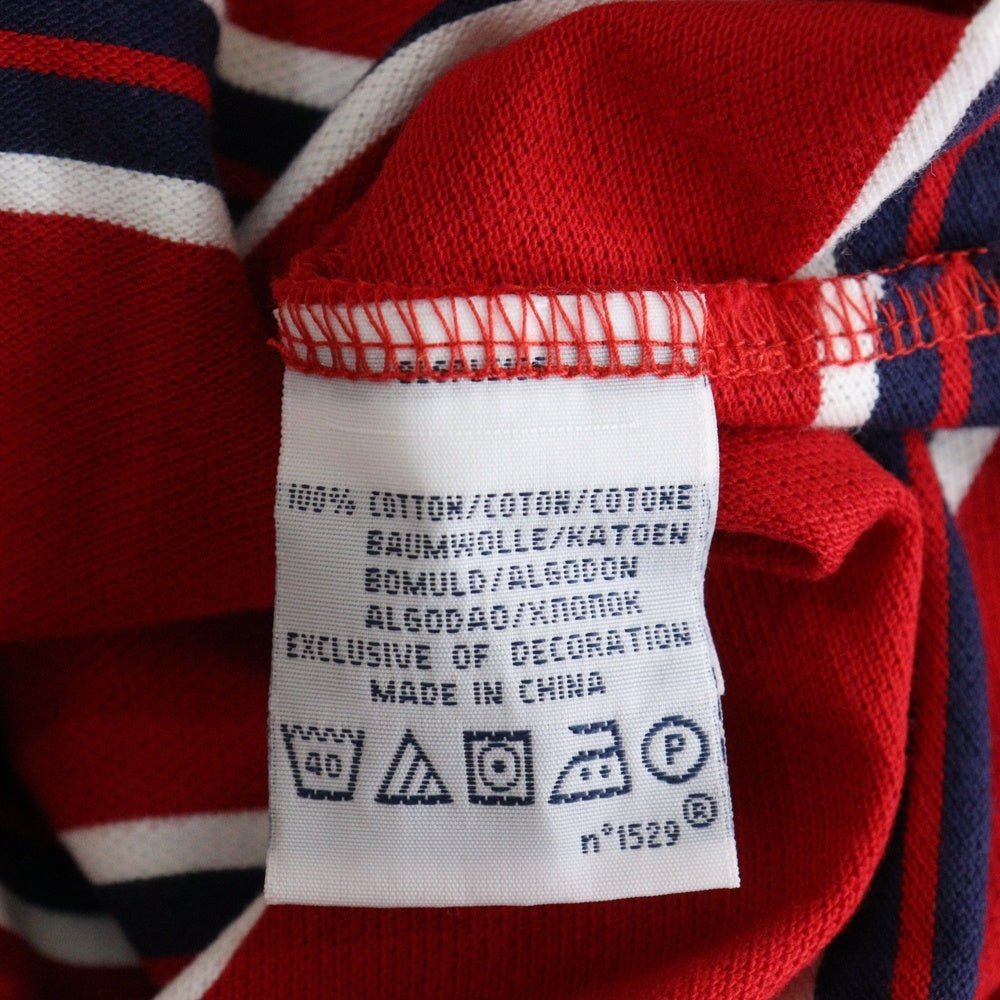 100% COTTON/COTON/COTONE
BAUMWOLLE/KATOEN
BOMULD/ALGODON
ALGODAO/ХЛОПОК
EXCLUSIVE OF DECORATION
MADE IN CHINA
40 P
n°1529®